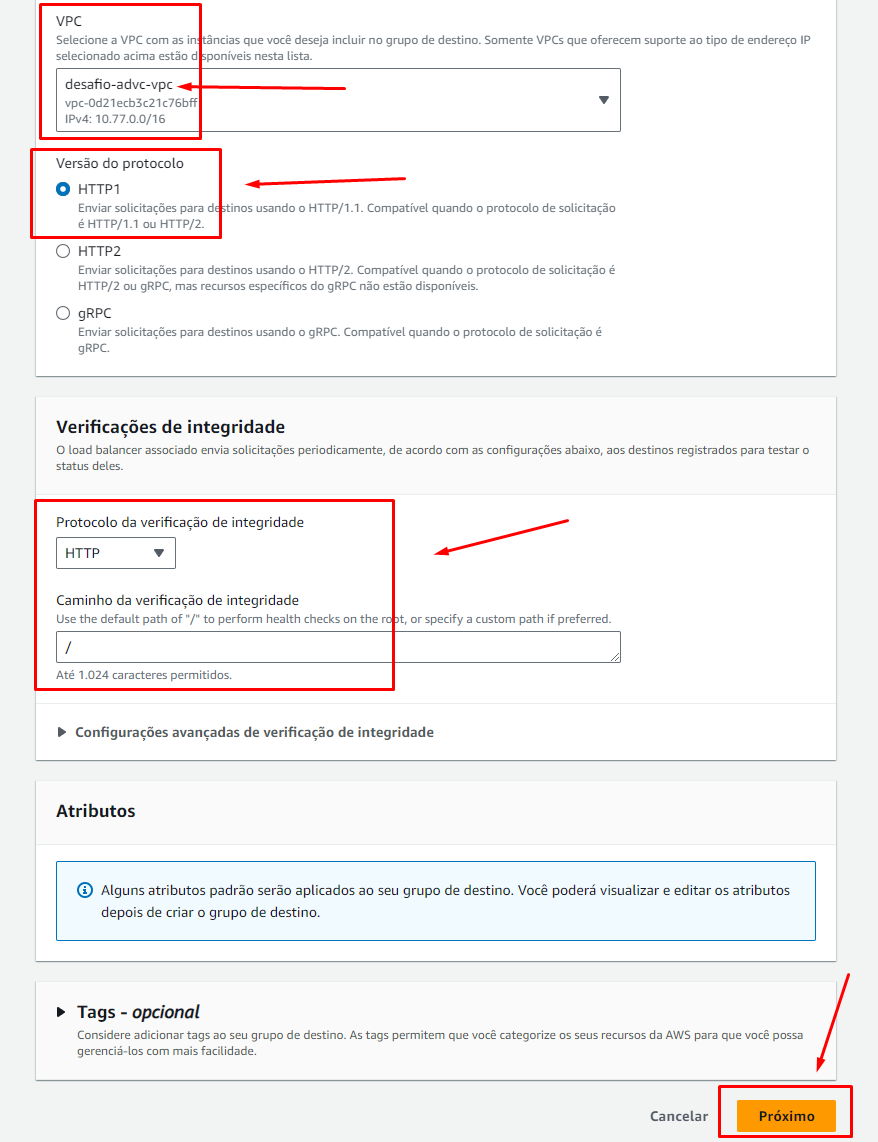 VPC
Selecione a VPC com as instâncias que você deseja incluir no grupo de destino. Somente VPCs que oferecem suporte ao tipo de endereço IP
selecionado acima estão disponíveis nesta lista.
desafio-advc-vpc
vpc-0d21ecb3c21c76bff
IPv4: 10.77.0.0/16
Versão do protocolo
HTTP1
Enviar solicitações para destinos usando o HTTP/1.1. Compatível quando o protocolo de solicitação
é HTTP/1.1 ou HTTP/2.
HTTP2
Enviar solicitações para destinos usando o HTTP/2. Compatível quando o protocolo de solicitação é
HTTP/2 ou gRPC, mas recursos específicos do gRPC não estão disponíveis.
gRPC
Enviar solicitações para destinos usando o gRPC. Compatível quando o protocolo de solicitação é
gRPC.
Verificações de integridade
O load balancer associado envia solicitações periodicamente, de acordo com as configurações abaixo, aos destinos registrados para testar o
status deles.
Protocolo da verificação de integridade
HTTP
Caminho da verificação de integridade
Use the default path of "/" to perform health checks on the root, or specify a custom path if preferred.
/
Até 1.024 caracteres permitidos.
Configurações avançadas de verificação de integridade
Atributos
Alguns atributos padrão serão aplicados ao seu grupo de destino. Você poderá visualizar e editar os atributos
depois de criar o grupo de destino.
Tags - opcional
Considere adicionar tags ao seu grupo de destino. As tags permitem que você categorize os seus recursos da AWS para que você possa
gerenciá-los com mais facilidade.
Cancelar
Próximo